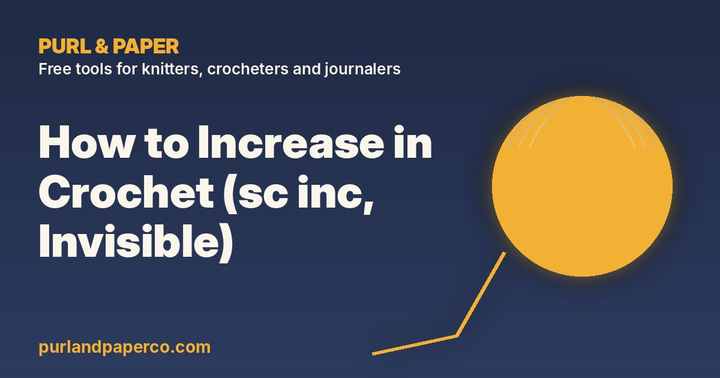 PURL & PAPER
Free tools for knitters, crocheters and journalers
How to Increase in
Crochet (sc inc,
Invisible)
purlandpaperco.com